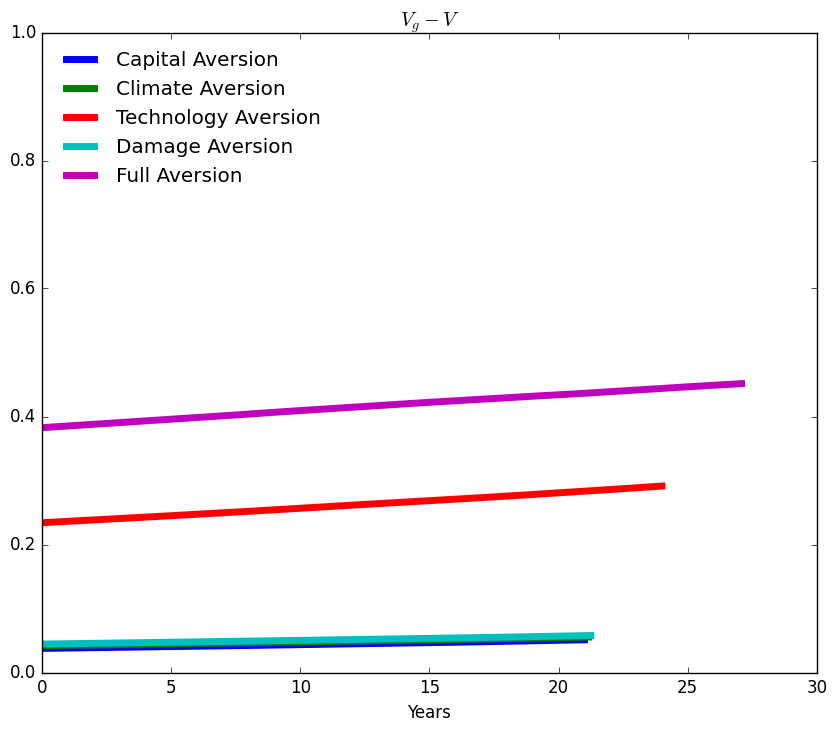 V_g − V
1.0
0.8
0.6
0.4
0.2
0.0
Capital Aversion
Climate Aversion
Technology Aversion
Damage Aversion
Full Aversion
0 5 10 15 20 25 30
Years